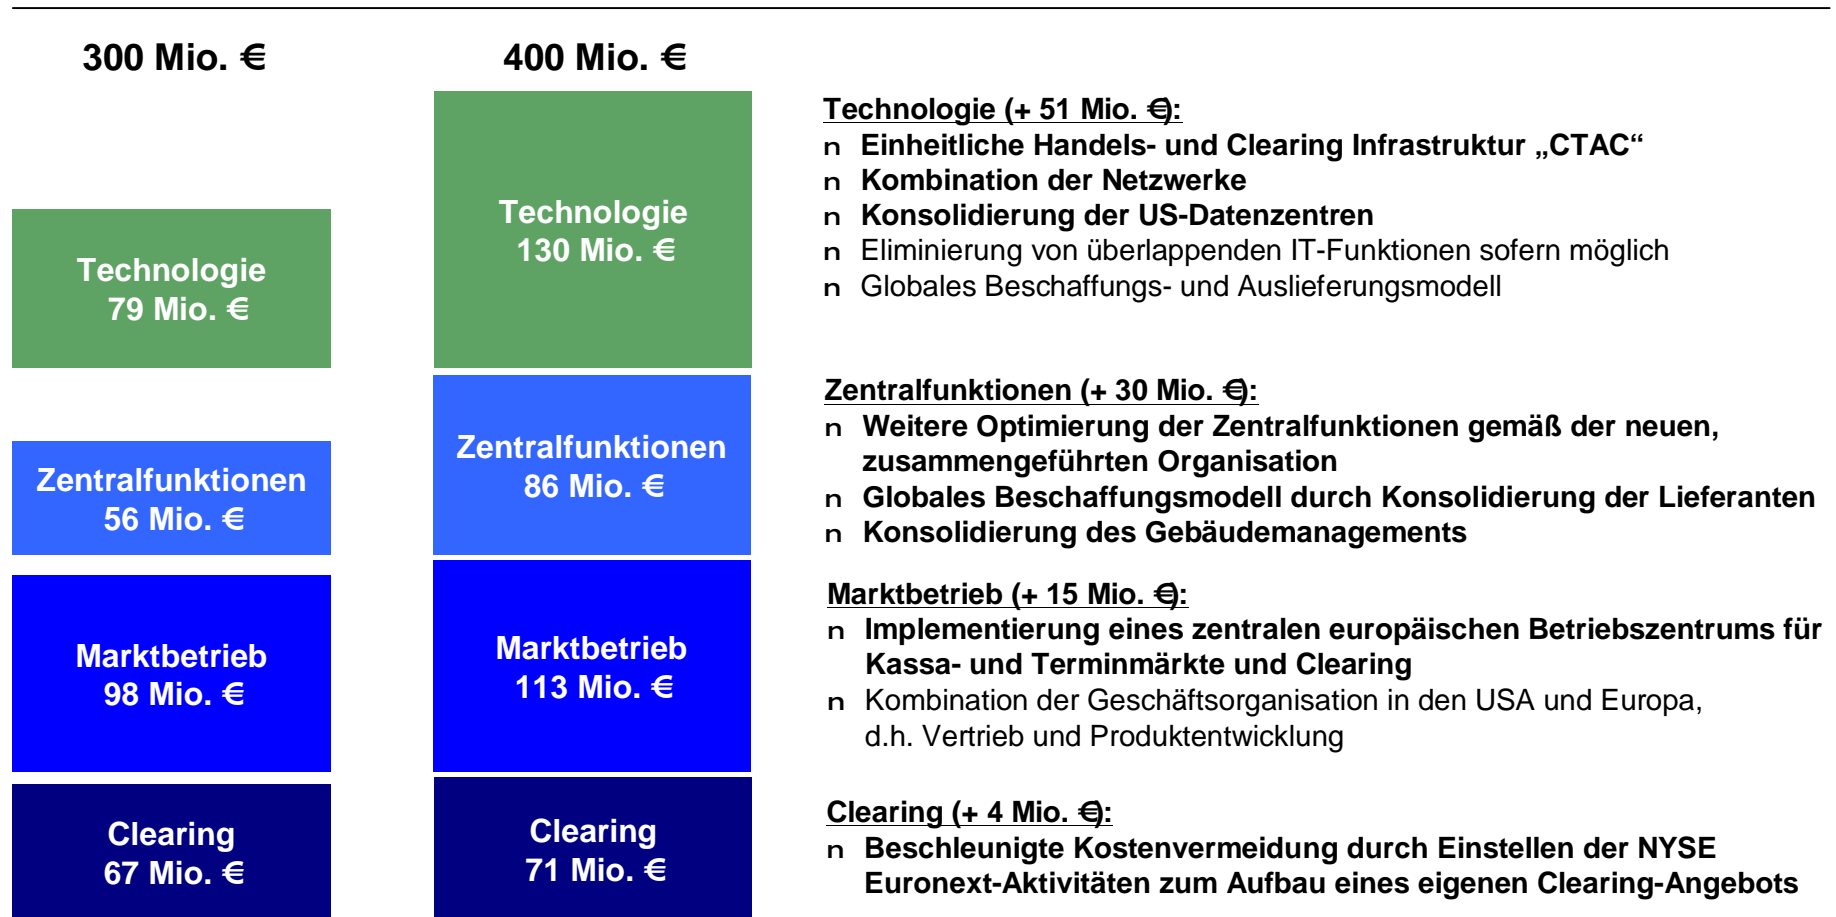 300 Mio. €
400 Mio. €
Technologie
79 Mio. €
Zentralfunktionen
56 Mio. €
Marktbetrieb
98 Mio. €
Clearing
67 Mio. €
Technologie
130 Mio. €
Zentralfunktionen
86 Mio. €
Marktbetrieb
113 Mio. €
Clearing
71 Mio. €
Technologie (+ 51 Mio. €):
n Einheitliche Handels- und Clearing Infrastruktur „CTAC“
n Kombination der Netzwerke
n Konsolidierung der US-Datenzentren
n Eliminierung von überlappenden IT-Funktionen sofern möglich
n Globales Beschaffungs- und Auslieferungsmodell
Zentralfunktionen (+ 30 Mio. €):
n Weitere Optimierung der Zentralfunktionen gemäß der neuen,
zusammengeführten Organisation
n Globales Beschaffungsmodell durch Konsolidierung der Lieferanten
n Konsolidierung des Gebäudemanagements
Marktbetrieb (+ 15 Mio. €):
n Implementierung eines zentralen europäischen Betriebszentrums für
Kassa- und Terminmärkte und Clearing
n Kombination der Geschäftsorganisation in den USA und Europa,
d.h. Vertrieb und Produktentwicklung
Clearing (+ 4 Mio. €):
n Beschleunigte Kostenvermeidung durch Einstellen der NYSE
Euronext-Aktivitäten zum Aufbau eines eigenen Clearing-Angebots